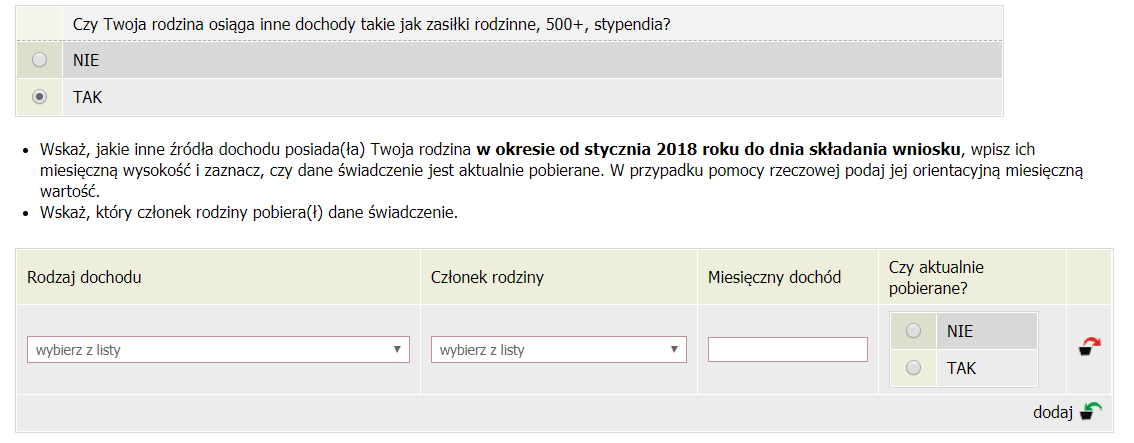 Czy Twoja rodzina osiąga inne dochody takie jak zasiłki rodzinne, 500+, stypendia?
NIE
TAK
Wskaż, jakie inne źródła dochodu posiada(ła) Twoja rodzina w okresie od stycznia 2018 roku do dnia składania wniosku, wpisz ich
miesięczną wysokość i zaznacz, czy dane świadczenie jest aktualnie pobierane. W przypadku pomocy rzeczowej podaj jej orientacyjną miesięczną
wartość.
Wskaż, który członek rodziny pobiera(ł) dane świadczenie.
Rodzaj dochodu
Członek rodziny
Miesięczny dochód
Czy aktualnie
pobierane?
wybierz z listy
wybierz z listy
NIE
TAK
dodaj